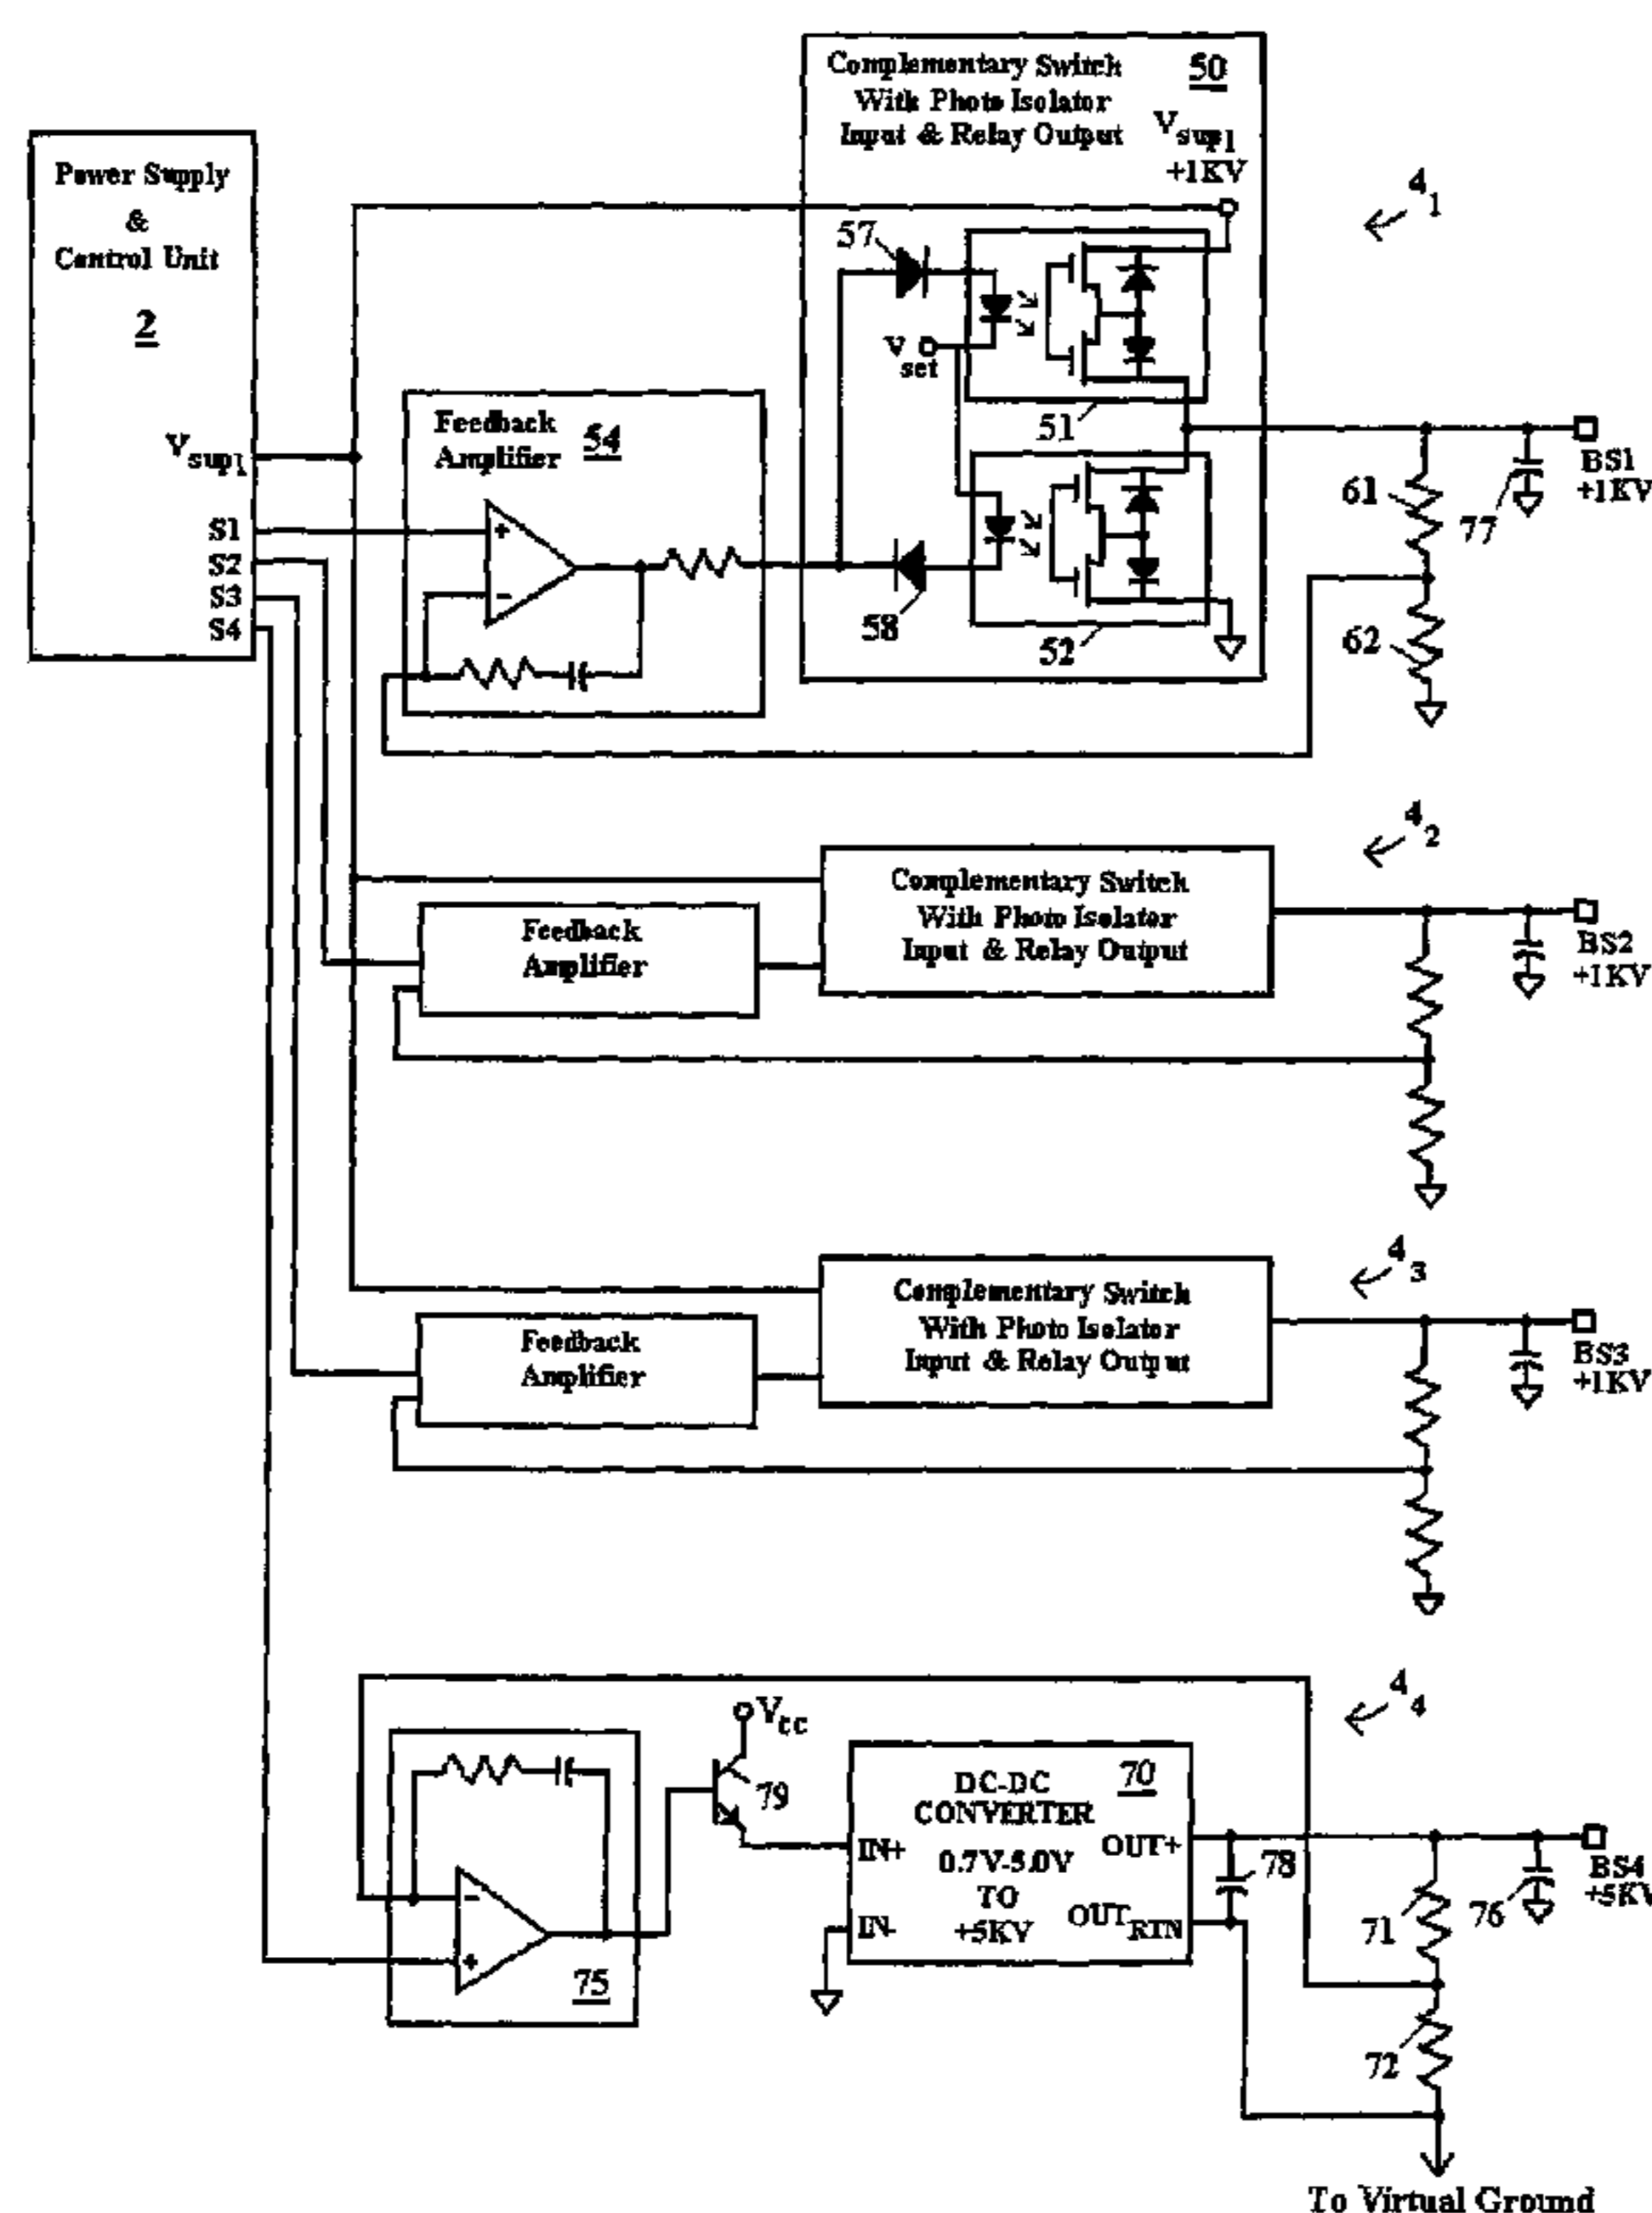 Power Supply
&
Control Unit
2
Vsup1
S1
S2
S3
S4
Complementary Switch
With Photo Isolator
Input & Relay Output
50
Vsup1
+1KV
57
Vset
51
52
58
Feedback
Amplifier
54
41
61
62
77
BS1
+1KV
42
Feedback
Amplifier
Complementary Switch
With Photo Isolator
Input & Relay Output
BS2
+1KV
43
Feedback
Amplifier
Complementary Switch
With Photo Isolator
Input & Relay Output
BS3
+1KV
44
75
Vcc
79
DC-DC
CONVERTER
70
0.7V-5.0V
TO
+5KV
IN+
IN-
OUT+
OUTRTN
78
71
72
76
BS4
+5KV
To Virtual Ground
+
-
-
+